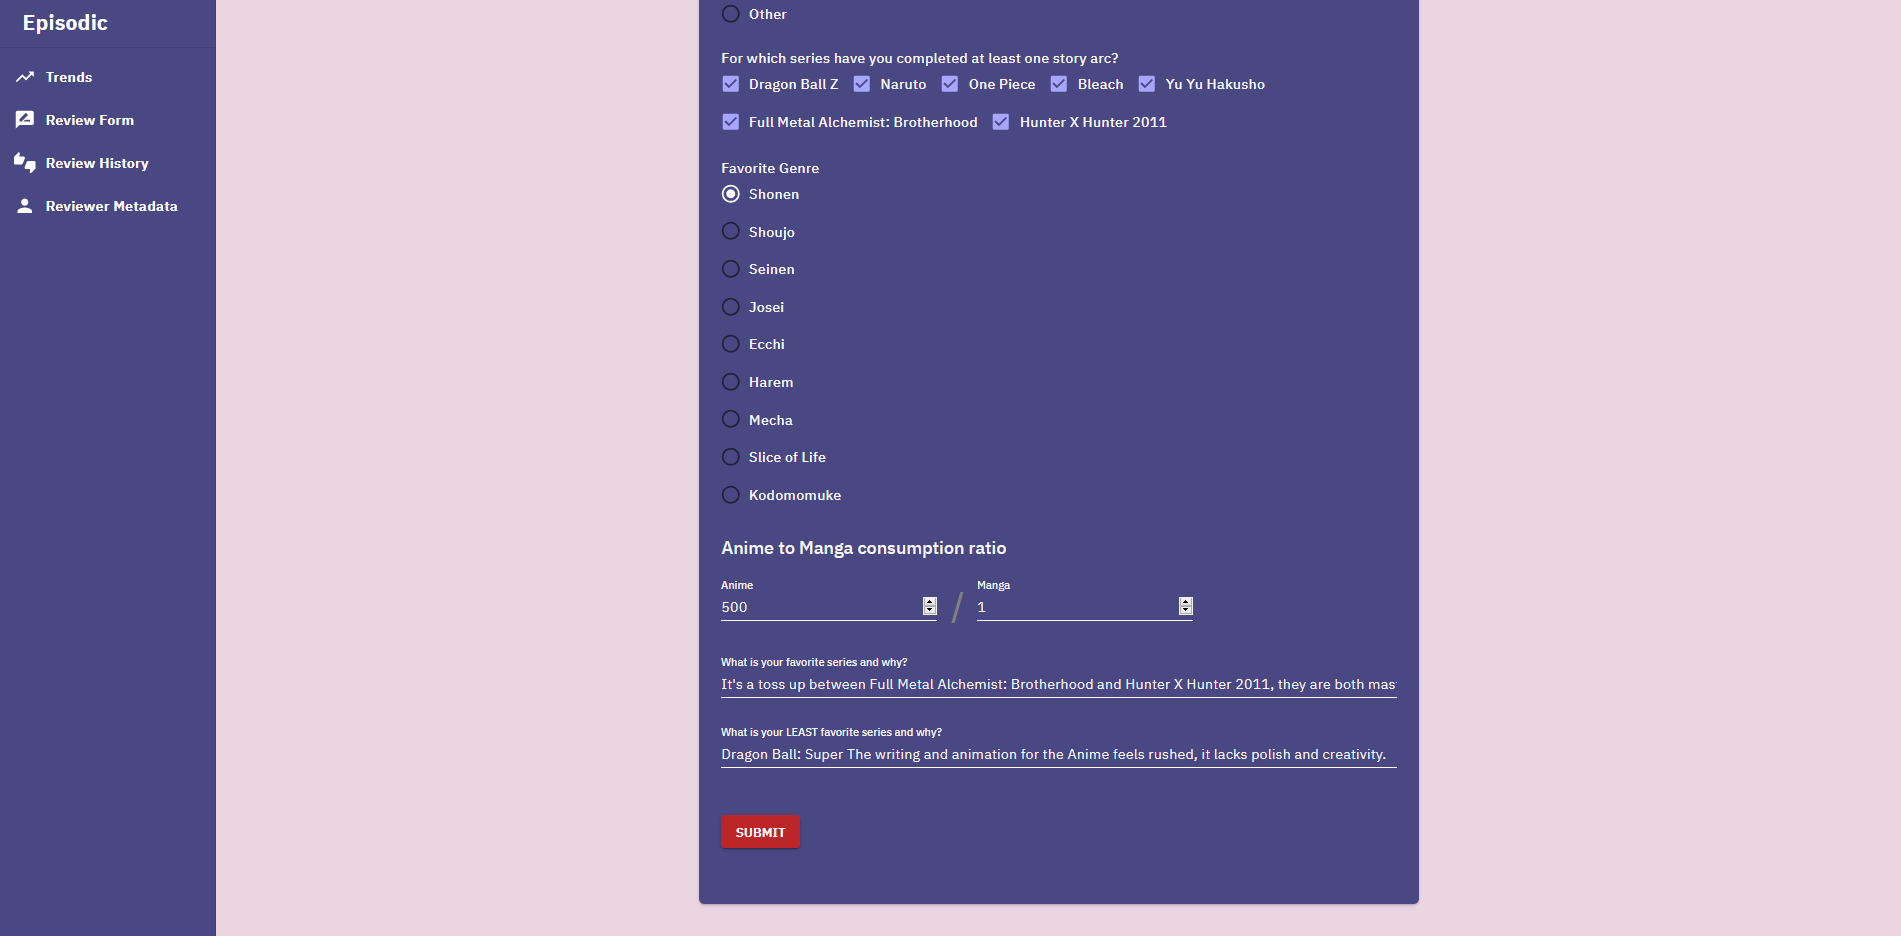 Episodic
Trends
Review Form
Review History
Reviewer Metadata
Other
For which series have you completed at least one story arc?
Dragon Ball Z Naruto One Piece Bleach Yu Yu Hakusho
Full Metal Alchemist: Brotherhood Hunter X Hunter 2011
Favorite Genre
Shonen
Shoujo
Seinen
Josei
Ecchi
Harem
Mecha
Slice of Life
Kodomomuke
Anime to Manga consumption ratio
Anime Manga
500 / 1
What is your favorite series and why?
It's a toss up between Full Metal Alchemist: Brotherhood and Hunter X Hunter 2011, they are both mas
What is your LEAST favorite series and why?
Dragon Ball: Super The writing and animation for the Anime feels rushed, it lacks polish and creativity.
SUBMIT